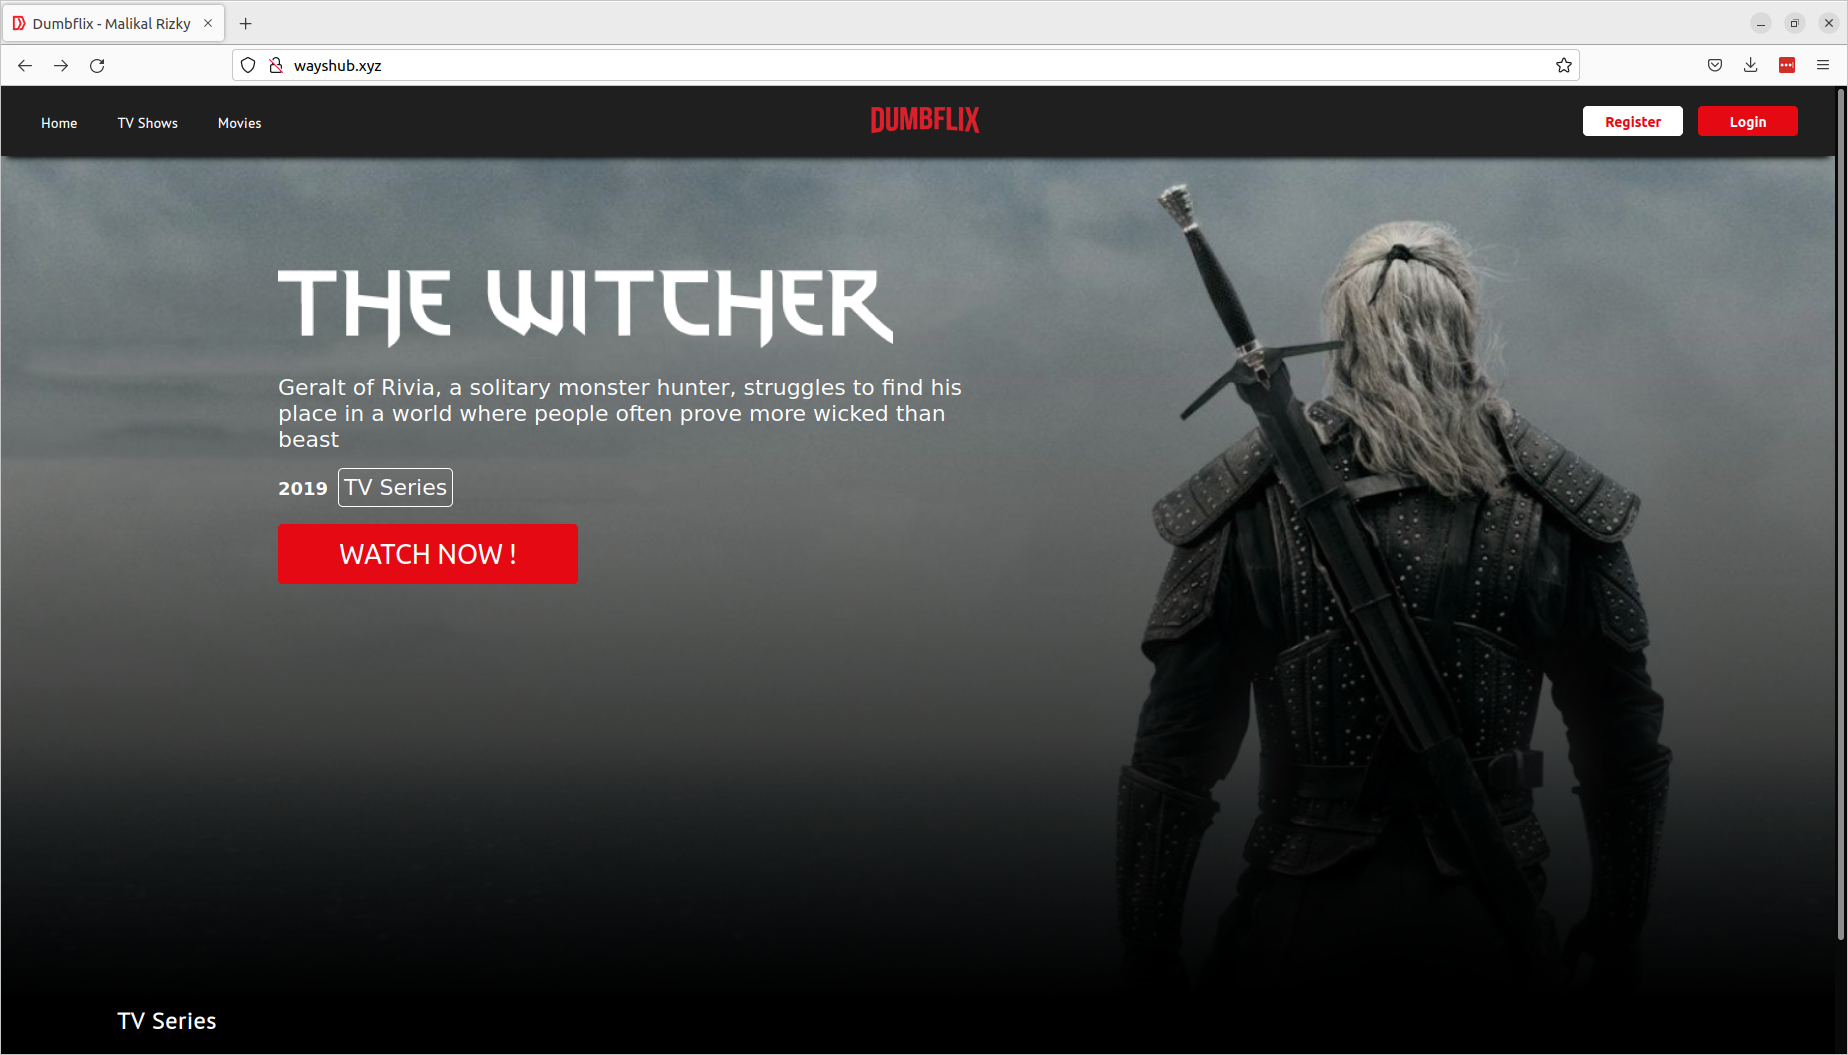 Dumbflix - Malikal Rizky
wayshub.xyz
Home TV Shows Movies DUMBFLIX Register Login
THE WITCHER
Geralt of Rivia, a solitary monster hunter, struggles to find his
place in a world where people often prove more wicked than
beast
2019 TV Series
WATCH NOW !
TV Series